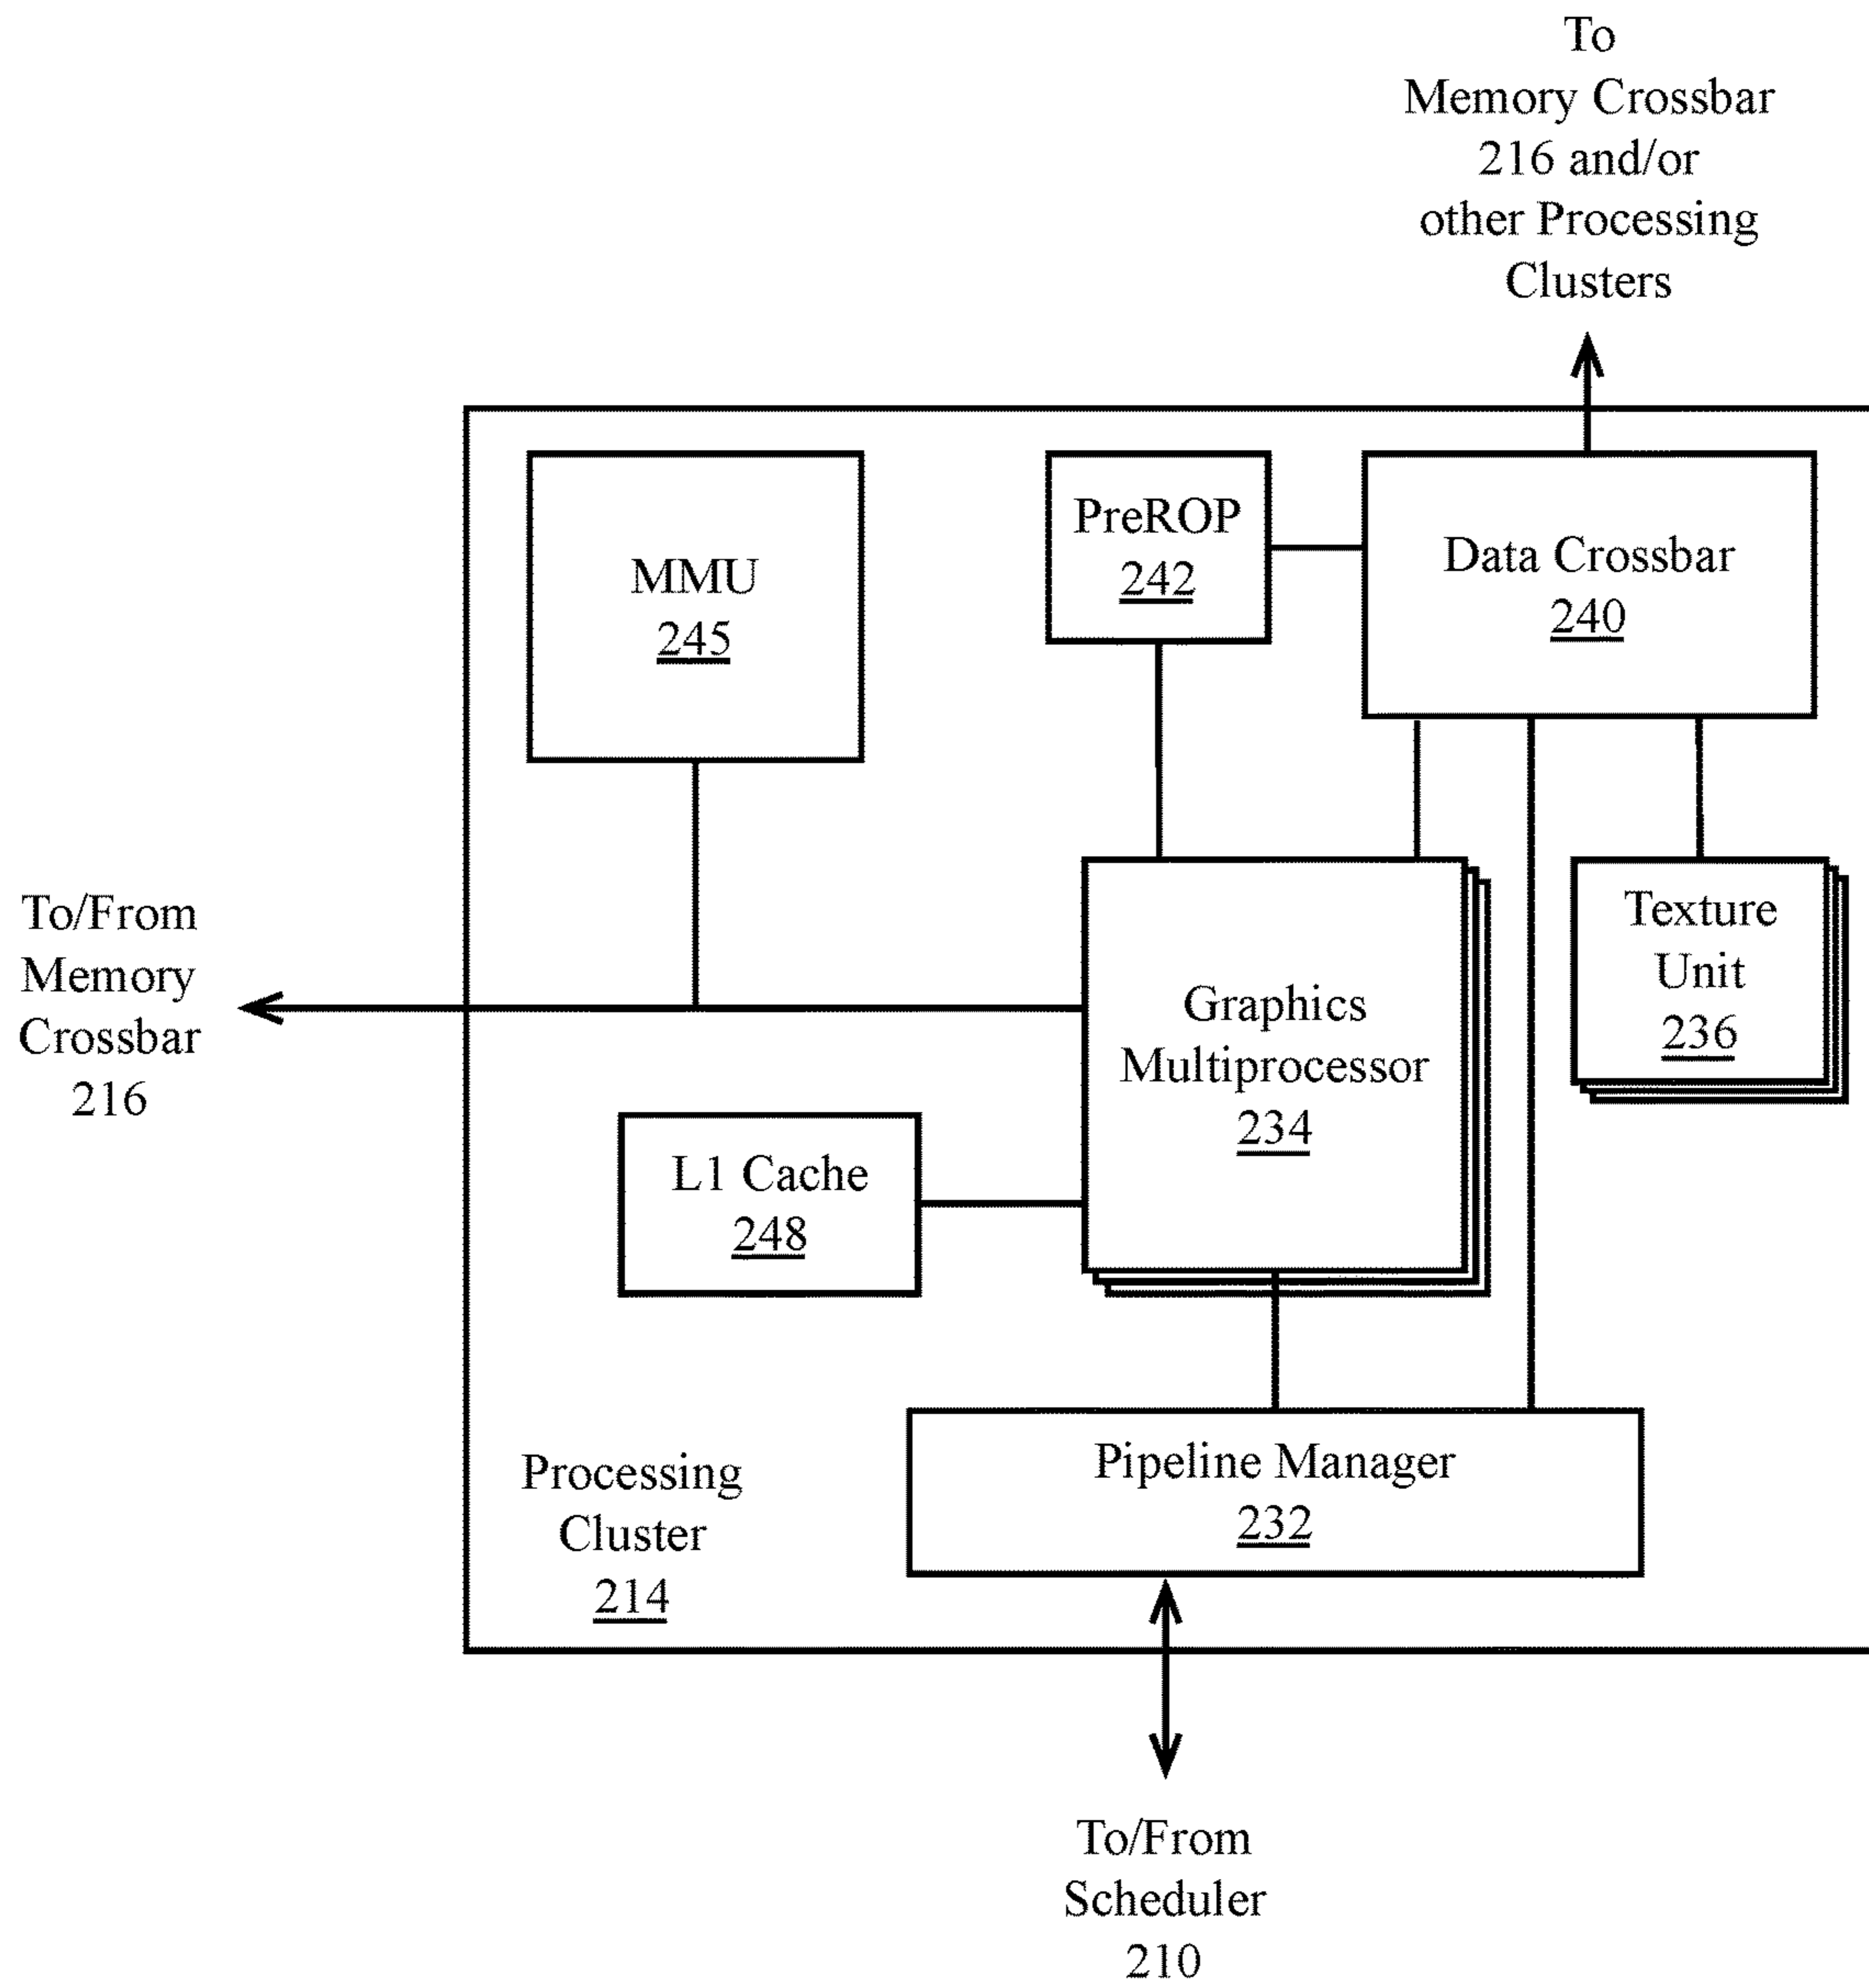 To
Memory Crossbar
216 and/or
other Processing
Clusters
PreROP
242
Data Crossbar
240
MMU
245
To/From
Memory
Crossbar
216
Graphics
Multiprocessor
234
Texture
Unit
236
L1 Cache
248
Pipeline Manager
232
Processing
Cluster
214
To/From
Scheduler
210